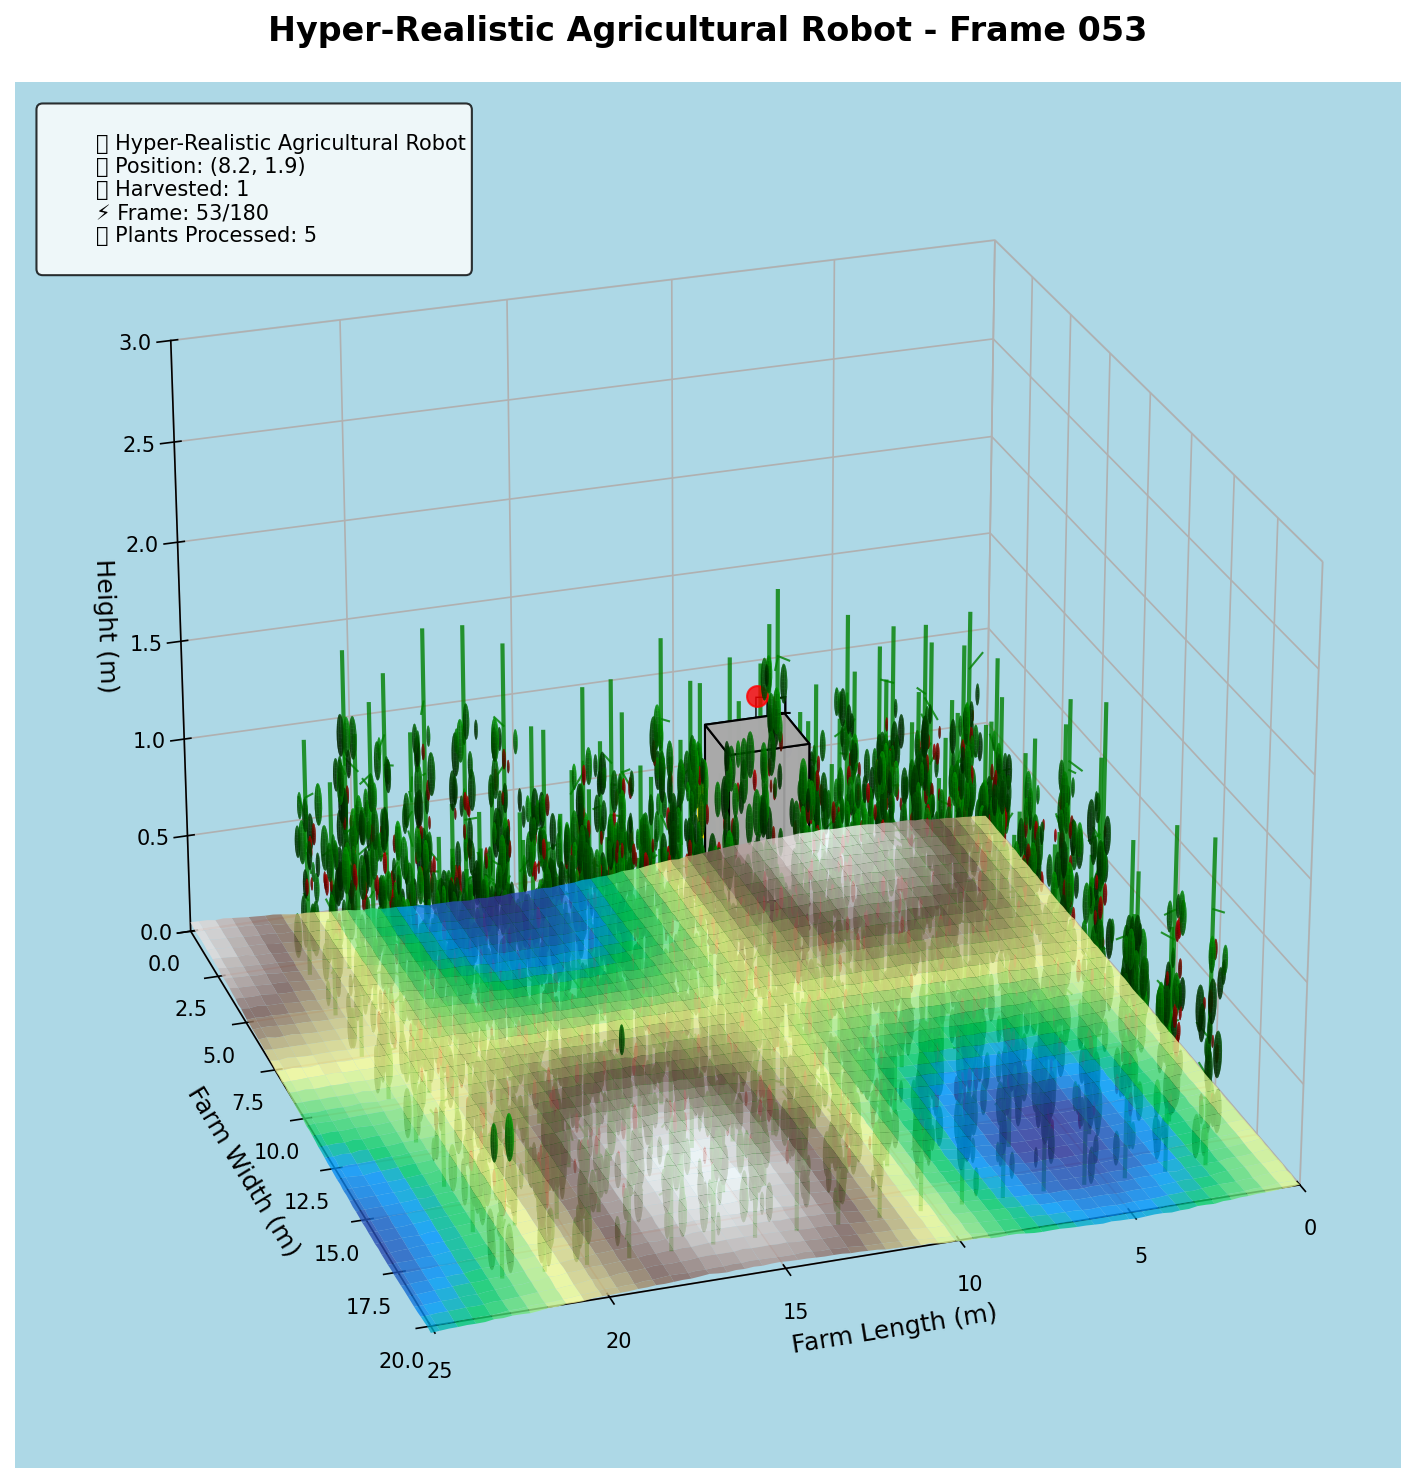 Hyper-Realistic Agricultural Robot - Frame 053
Hyper-Realistic Agricultural Robot
Position: (8.2, 1.9)
Harvested: 1
⚡ Frame: 53/180
Plants Processed: 5
3.0
2.5
2.0
1.5
1.0
0.5
0.0
Height (m)
0.0
2.5
5.0
7.5
10.0
12.5
15.0
17.5
20.0
Farm Width (m)
25
20
15
10
5
0
Farm Length (m)